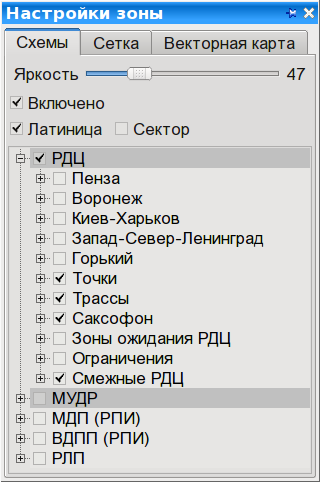 Настройки зоны
Схемы Сетка Векторная карта
Яркость 47
Включено
Латиница Сектор
РДЦ
Пенза
Воронеж
Киев-Харьков
Запад-Север-Ленинград
Горький
Точки
Трассы
Саксофон
Зоны ожидания РДЦ
Ограничения
Смежные РДЦ
МУДР
МДП (РПИ)
ВДПП (РПИ)
РЛП